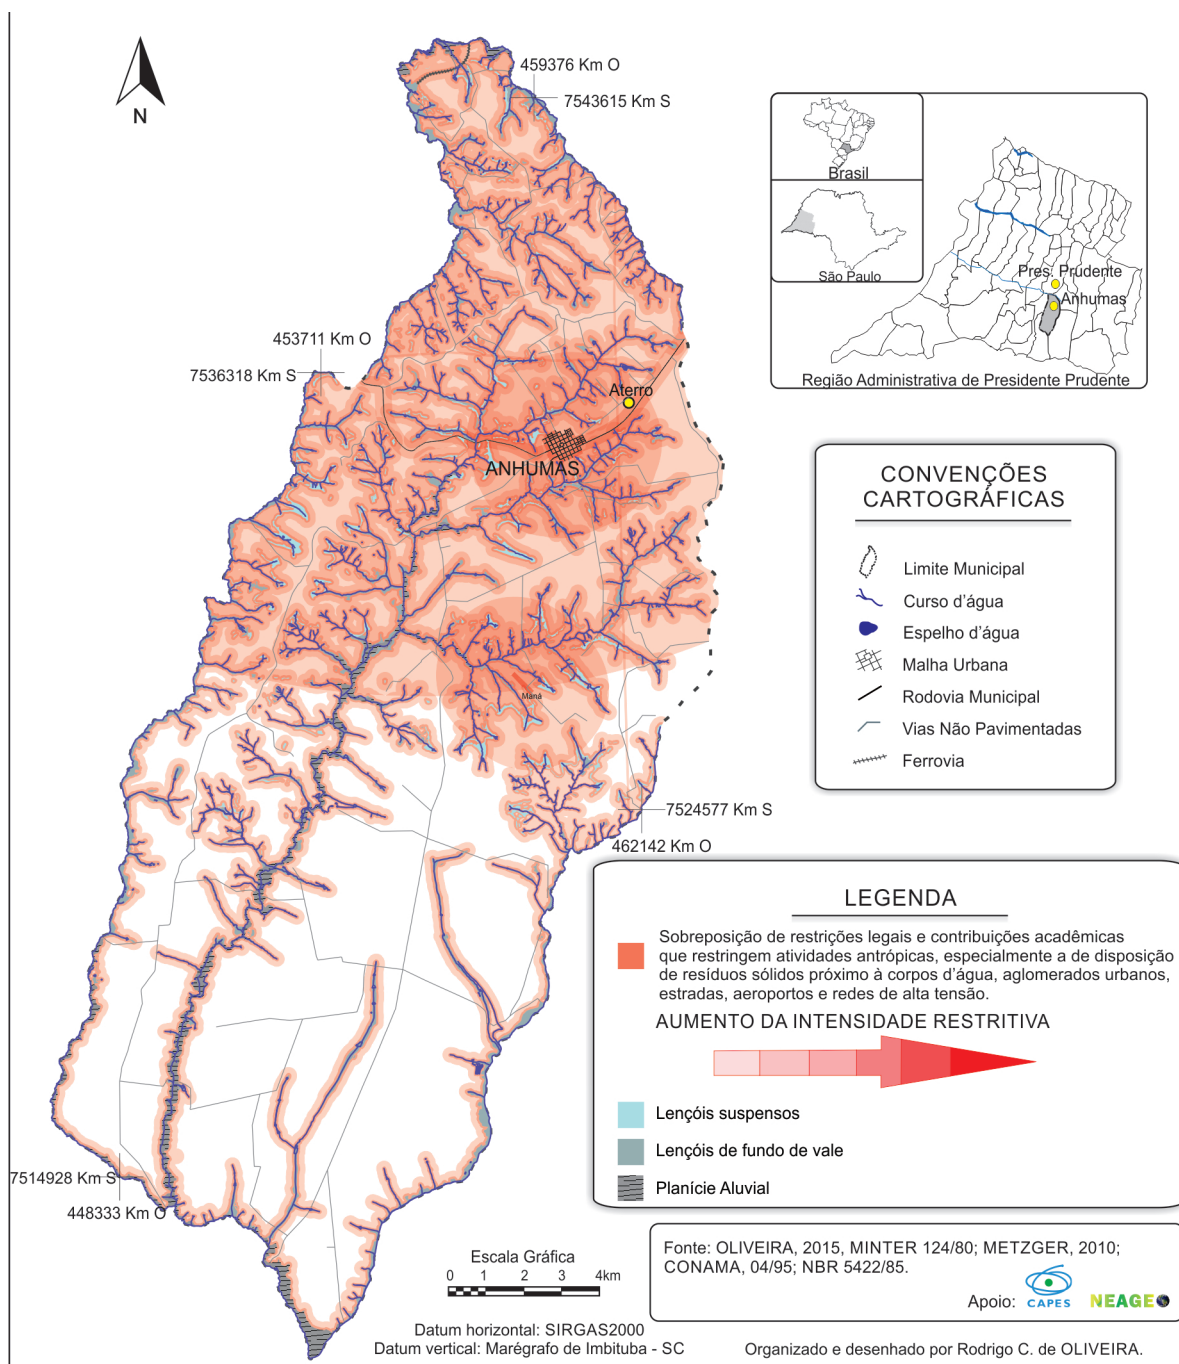 N
459376 Km O
7543615 Km S
453711 Km O
7536318 Km S
Aterro
ANHUMAS
Maná
7524577 Km S
462142 Km O
7514928 Km S
448333 Km O
Brasil
São Paulo
Pres. Prudente
Anhumas
Região Administrativa de Presidente Prudente
CONVENÇÕES
CARTOGRÁFICAS
Limite Municipal
Curso d'água
Espelho d'água
Malha Urbana
Rodovia Municipal
Vias Não Pavimentadas
Ferrovia
LEGENDA
Sobreposição de restrições legais e contribuições acadêmicas
que restringem atividades antrópicas, especialmente a de disposição
de resíduos sólidos próximo à corpos d'água, aglomerados urbanos,
estradas, aeroportos e redes de alta tensão.
AUMENTO DA INTENSIDADE RESTRITIVA
Lençóis suspensos
Lençóis de fundo de vale
Planície Aluvial
Escala Gráfica
0 1 2 3 4km
Datum horizontal: SIRGAS2000
Datum vertical: Marégrafo de Imbituba - SC
Fonte: OLIVEIRA, 2015, MINTER 124/80; METZGER, 2010;
CONAMA, 04/95; NBR 5422/85.
Apoio:
CAPES
NEAGEO
Organizado e desenhado por Rodrigo C. de OLIVEIRA.